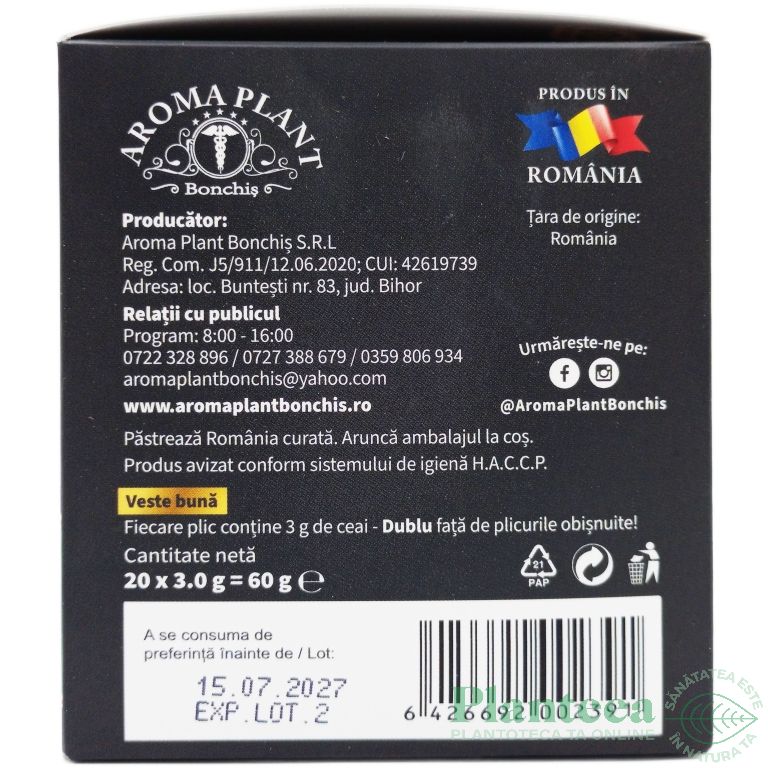 AROMA PLANT
Bonchiș
PRODUS ÎN
ROMÂNIA
Țara de origine:
România
Producător:
Aroma Plant Bonchiș S.R.L
Reg. Com. J5/911/12.06.2020; CUI: 42619739
Adresa: loc. Buntești nr. 83, jud. Bihor
Relații cu publicul
Program: 8:00 - 16:00
0722 328 896 / 0727 388 679 / 0359 806 934
aromaplantbonchis@yahoo.com
www.aromaplantbonchis.ro
Urmărește-ne pe:
@AromaPlantBonchis
Păstrează România curată. Aruncă ambalajul la coș.
Produs avizat conform sistemului de igienă H.A.C.C.P.
Veste bună
Fiecare plic conține 3 g de ceai - Dublu față de plicurile obișnuite!
Cantitate netă
20 x 3.0 g = 60 g ℮
21
PAP
A se consuma de
preferință înainte de / Lot:
15.07.2027
EXP.LOT.2
Planteea
PLANTOTECA TA ONLINE
SĂNĂTATEA ESTE
ÎN NATURA TA